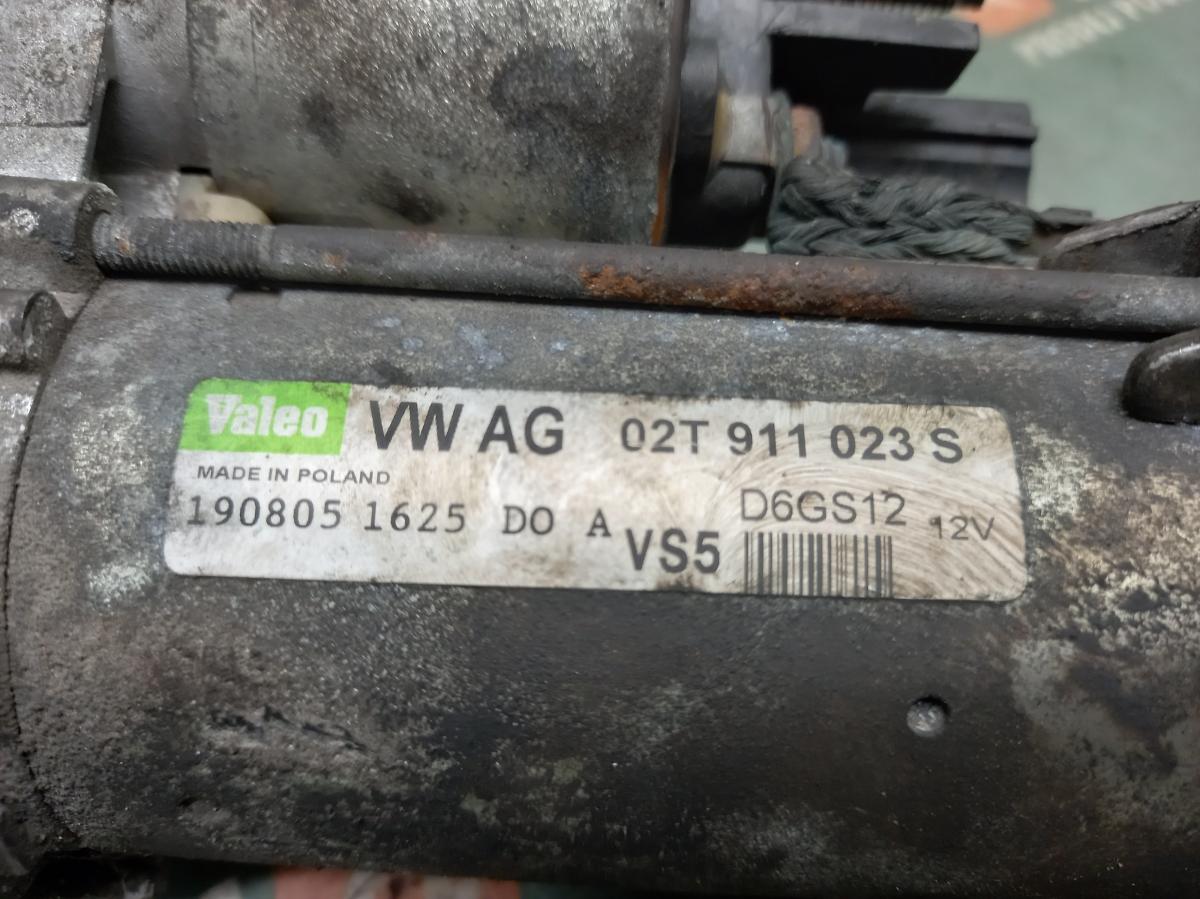 Valeo VW AG 02T 911 023 S
MADE IN POLAND
190805 1625 DO A VS5 D6GS12 12V